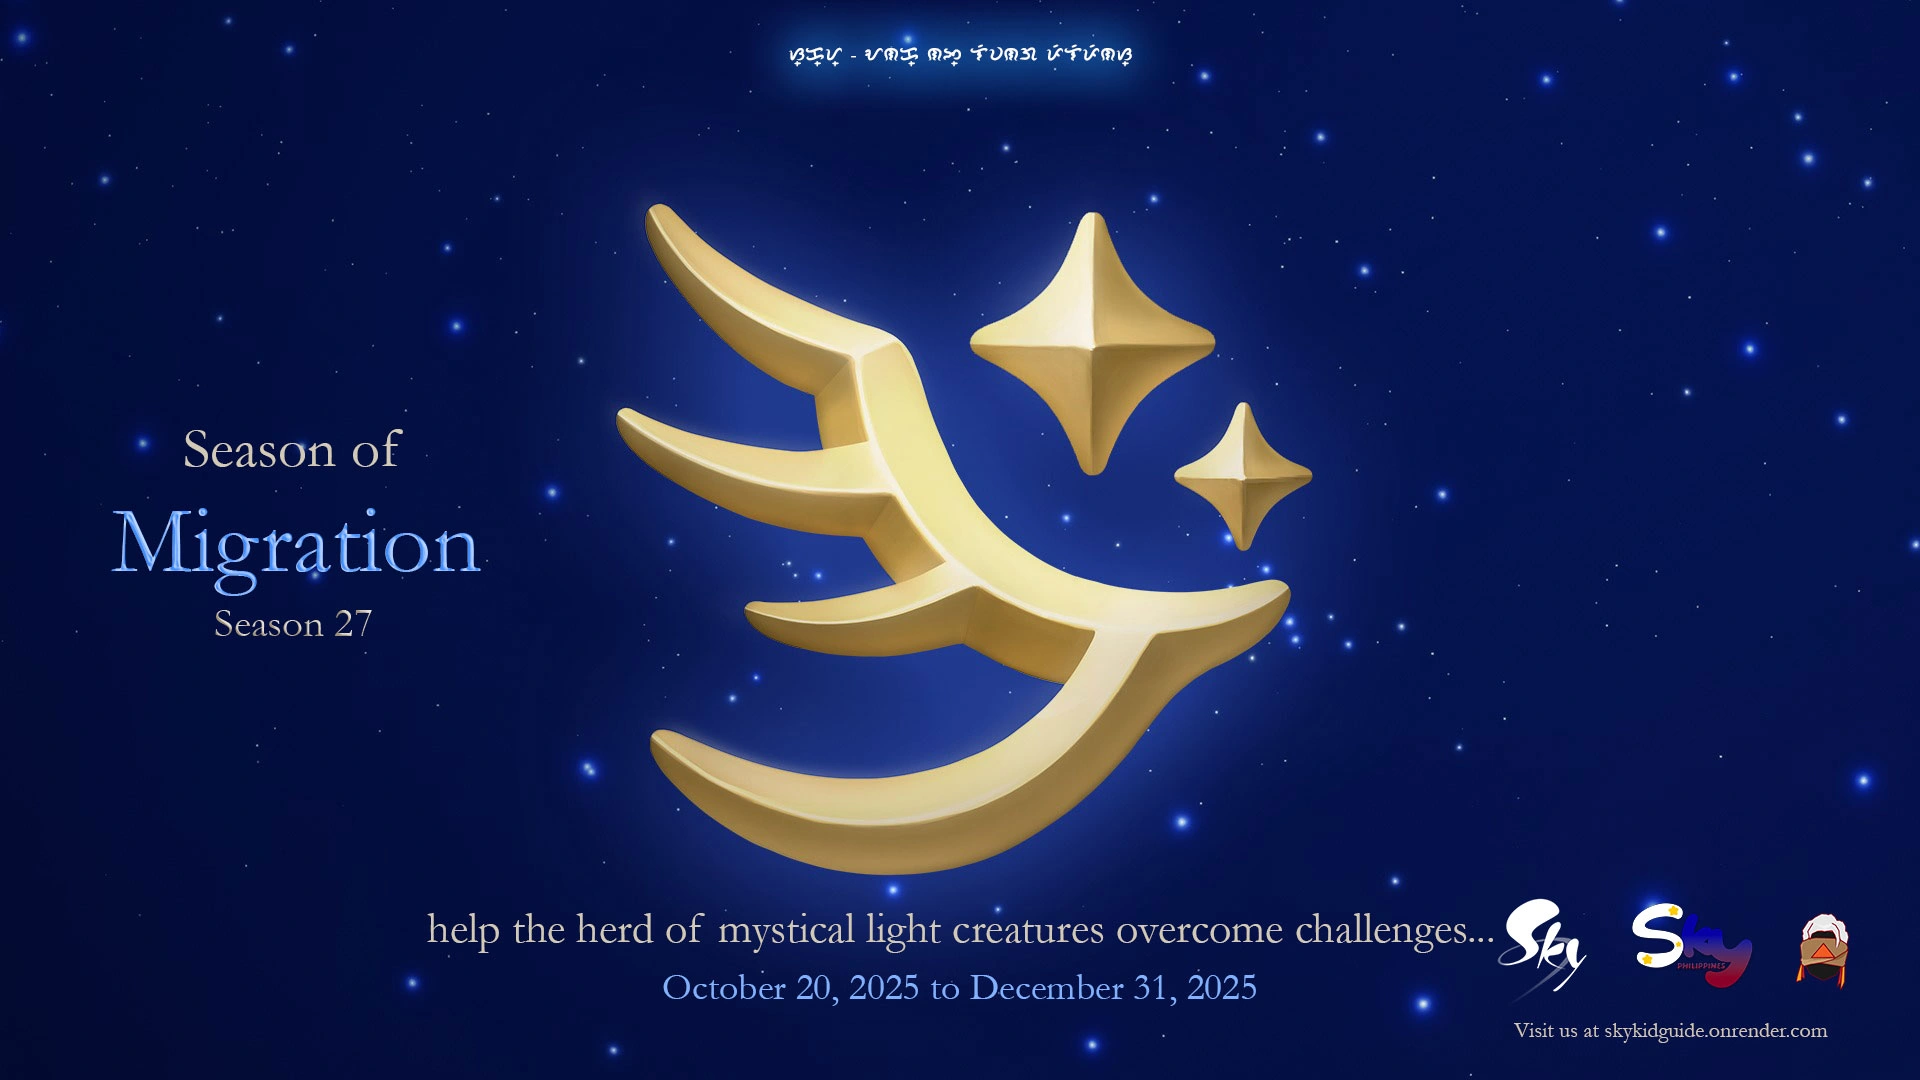 Season of
Migration
Season 27
help the herd of mystical light creatures overcome challenges...
October 20, 2025 to December 31, 2025
Sky
Sky
PHILIPPINES
Visit us at skykidguide.onrender.com